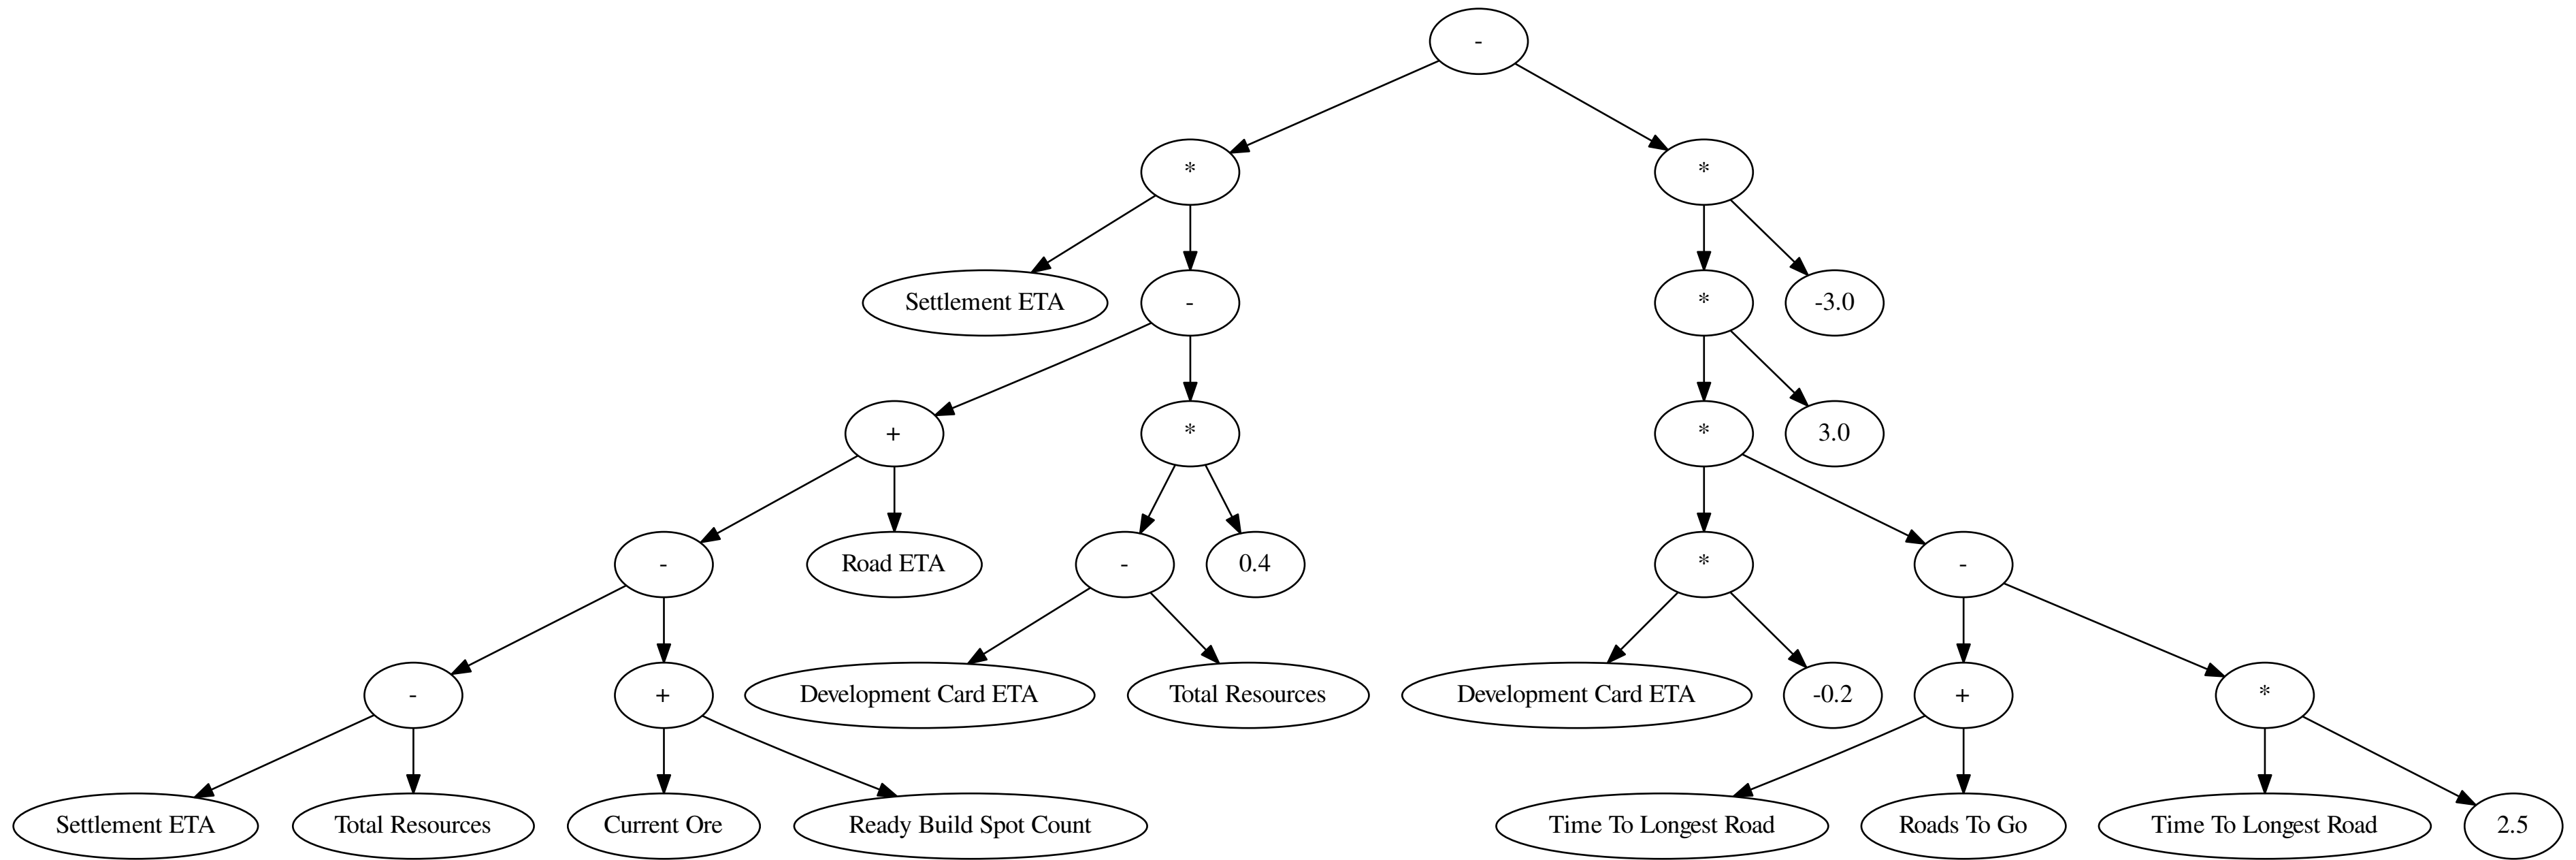 -
* *
Settlement ETA - * -3.0
+ * * 3.0
- Road ETA - 0.4 * -
- + Development Card ETA Total Resources Development Card ETA -0.2 + *
Settlement ETA Total Resources Current Ore Ready Build Spot Count Time To Longest Road Roads To Go Time To Longest Road 2.5